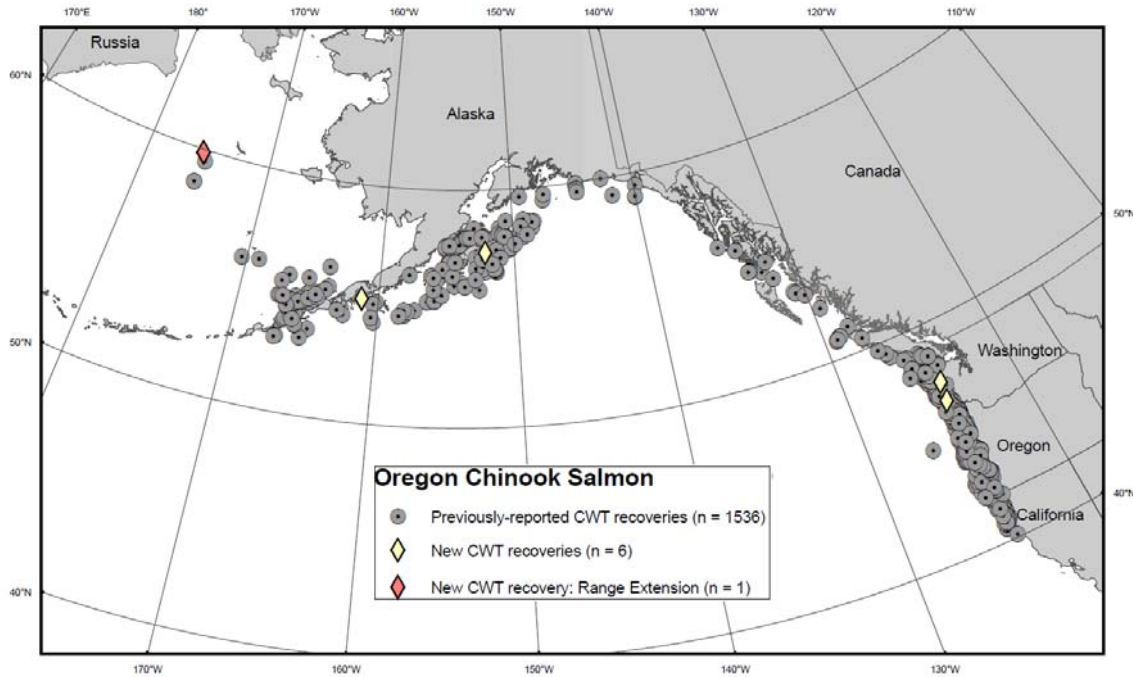 170°E 180° 170°W 160°W 150°W 140°W 130°W 120°W 110°W
Russia
60°N
Alaska
Canada
50°N
50°N
Washington
Oregon
Oregon Chinook Salmon
40°N
Previously-reported CWT recoveries (n = 1536)
California
New CWT recoveries (n = 6)
New CWT recovery: Range Extension (n = 1)
40°N
170°W 160°W 150°W 140°W 130°W